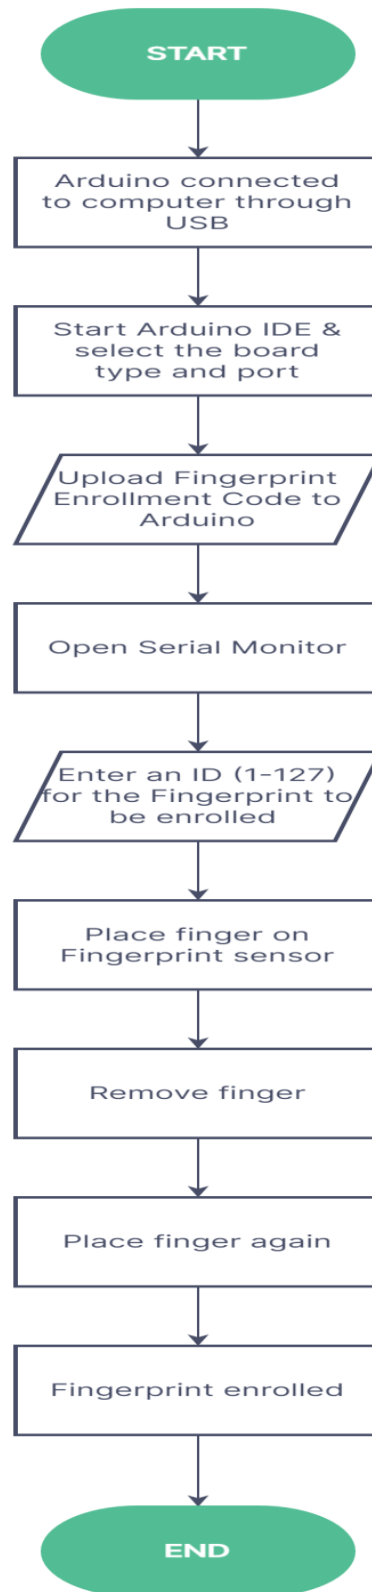 START
Arduino connected
to computer through
USB
Start Arduino IDE &
select the board
type and port
Upload Fingerprint
Enrollment Code to
Arduino
Open Serial Monitor
Enter an ID (1-127)
for the Fingerprint to
be enrolled
Place finger on
Fingerprint sensor
Remove finger
Place finger again
Fingerprint enrolled
END